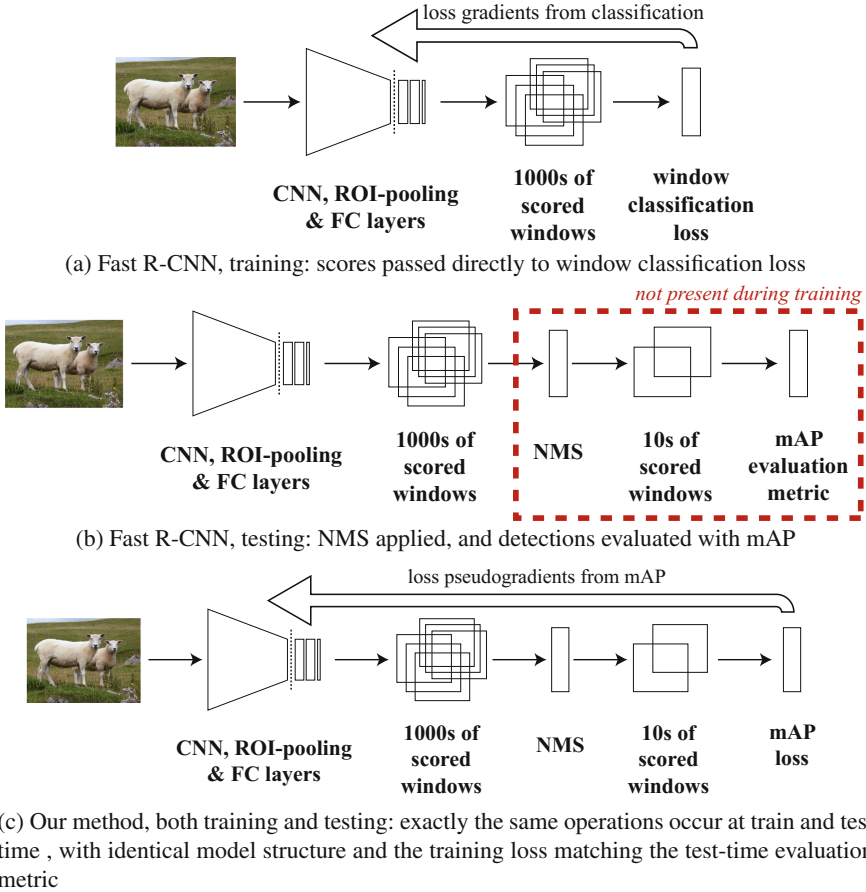 loss gradients from classification
CNN, ROI-pooling
& FC layers
1000s of
scored
windows
window
classification
loss
(a) Fast R-CNN, training: scores passed directly to window classification loss
not present during training
CNN, ROI-pooling
& FC layers
1000s of
scored
windows
NMS
10s of
scored
windows
mAP
evaluation
metric
(b) Fast R-CNN, testing: NMS applied, and detections evaluated with mAP
loss pseudogradients from mAP
CNN, ROI-pooling
& FC layers
1000s of
scored
windows
NMS
10s of
scored
windows
mAP
loss
(c) Our method, both training and testing: exactly the same operations occur at train and tes
time , with identical model structure and the training loss matching the test-time evaluation
metric